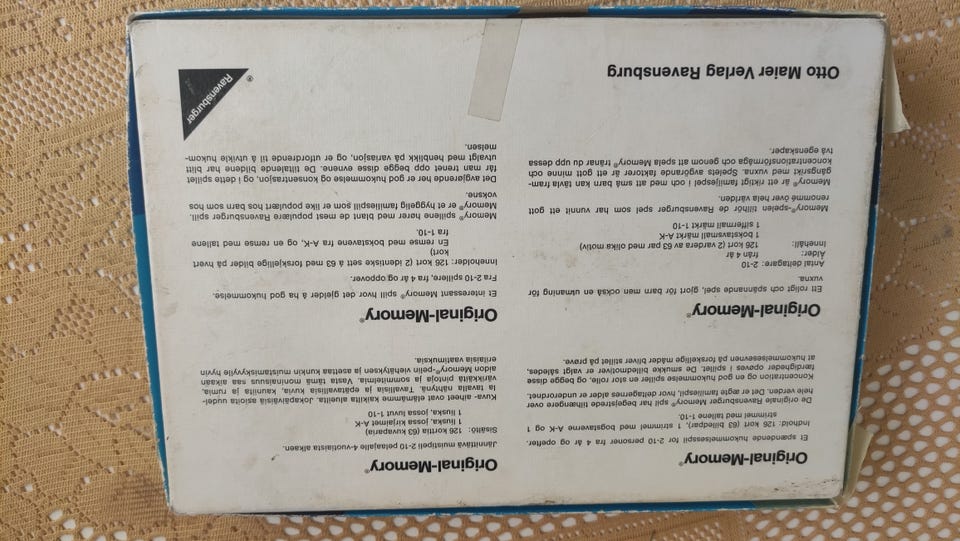 Original-Memory®
Et spændende hukommelsesspil for 2-10 personer fra 4 år og opefter.
Indhold: 126 kort (63 billedpar), 1 strimmel med bogstaverne A-K og 1
strimmel med tallene 1-10.
De originale Ravensburger Memory® spil har begejstrede tilhængere over
hele verden. Det er ægte familiespil, hvor deltagernes alder er underordnet.
Koncentration og en god hukommelse spiller en stor rolle, og begge disse
færdigheder opøves i spillet. De smukke billedmotiver er valgt således,
at hukommelsesevnen på forskellige måder bliver stillet på prøve.
Original-Memory®
Jännittävä muistipeli 2-10 pelaajalle 4-vuotiaista alkaen.
Sisältö: 126 korttia (63 kuvaparia)
1 liuska, jossa kirjaimet A-K
1 liuska, jossa luvut 1-10
Kuva- aiheet ovat elämämme kaikilta alueilta. Jokapäiväisiä esineitä uudel-
la tavalla nähtynä. Tavallisia ja epätavallisia kuvia, kauniita ja rumia,
värikkäitä pintoja ja sommitelmia. Vasta tämä moninaisuus saa aikaan
aidon Memory®-pelin viehätyksen ja asettaa kunkin muistamiskyvylle hyvin
erilaisia vaatimuksia.
Original-Memory®
Ett roligt och spännande spel, gjort för barn men också en utmaning för
vuxna.
Antal deltagare: 2-10
Ålder: från 4 år
Innehåll: 126 kort (2 vardera av 63 par med olika motiv)
1 bokstavsmall märkt A-K
1 siffermall märkt 1-10
Memory®-spelen tillhör de Ravensburger spel som har vunnit ett gott
renommé över hela världen.
Memory® är ett riktigt familjespel i och med att små barn kan tävla fram-
gångsrikt med vuxna. Spelets avgörande faktorer är ett gott minne och
koncentrationsförmåga och genom att spela Memory® tränar du upp dessa
två egenskaper.
Original-Memory®
Et interessant Memory® spill hvor det gjelder å ha god hukommelse.
Fra 2-10 spillere, fra 4 år og oppover.
Inneholder: 126 kort (2 identiske sett à 63 med forskjellige bilder på hvert
kort)
En remse med bokstavene fra A-K, og en remse med tallene
fra 1-10.
Memory® spillene hører med blant de mest populære Ravensburger spill.
Memory® er et hyggelig familiespill som er like populært hos barn som hos
voksne.
Det avgjørende her er god hukommelse og konsentrasjon, og i dette spillet
får man trenet opp begge disse evnene. De tiltalende bildene har blitt
utvalgt med henblikk på variasjon, og er utfordrende til å utvikle hukom-
melsen.
Otto Maier Verlag Ravensburg
Ravensburger®